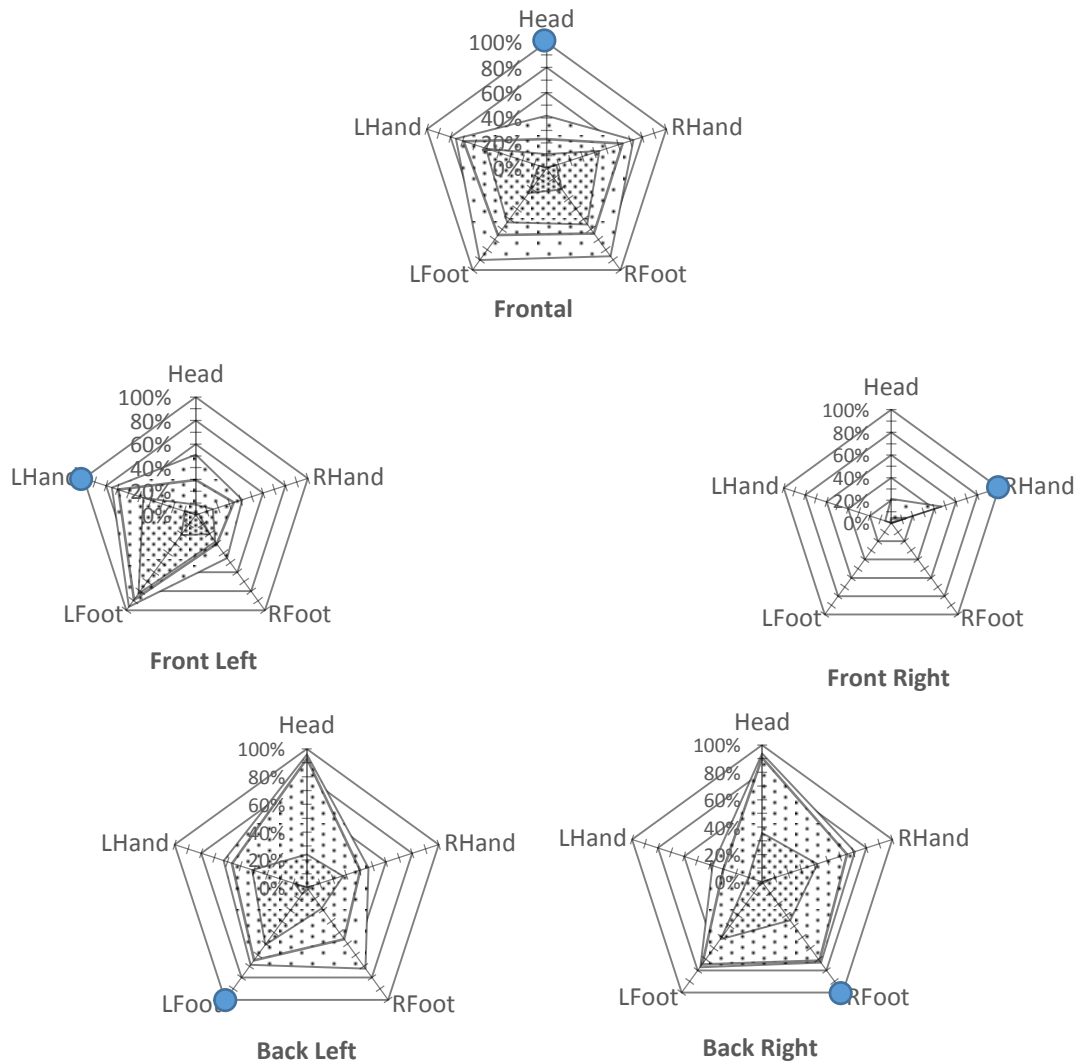 Head
100%
80%
60%
40%
20%
0%
LHand
RHand
LFoot
RFoot
Frontal
Head
100%
80%
60%
40%
20%
0%
LHand
RHand
LFoot
RFoot
Front Left
Head
100%
80%
60%
40%
20%
0%
LHand
RHand
LFoot
RFoot
Front Right
Head
100%
80%
60%
40%
20%
0%
LHand
RHand
LFoot
RFoot
Back Left
Head
100%
80%
60%
40%
20%
0%
LHand
RHand
LFoot
RFoot
Back Right